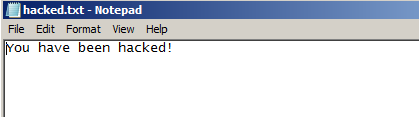 hacked.txt - Notepad
File Edit Format View Help
You have been hacked!